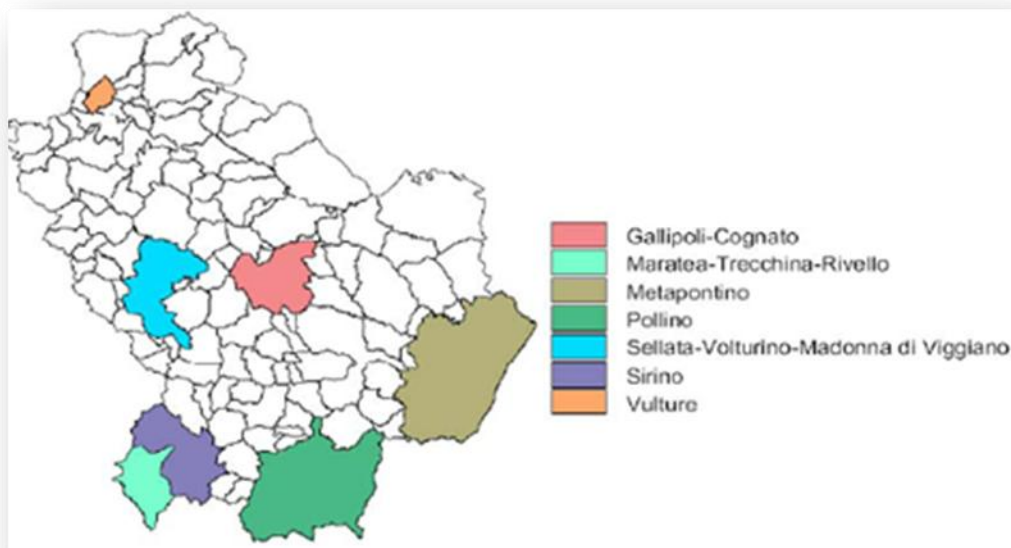 Gallipoli-Cognato
Maratea-Trecchina-Rivello
Metapontino
Pollino
Sellata-Volturino-Madonna di Viggiano
Sirino
Vulture